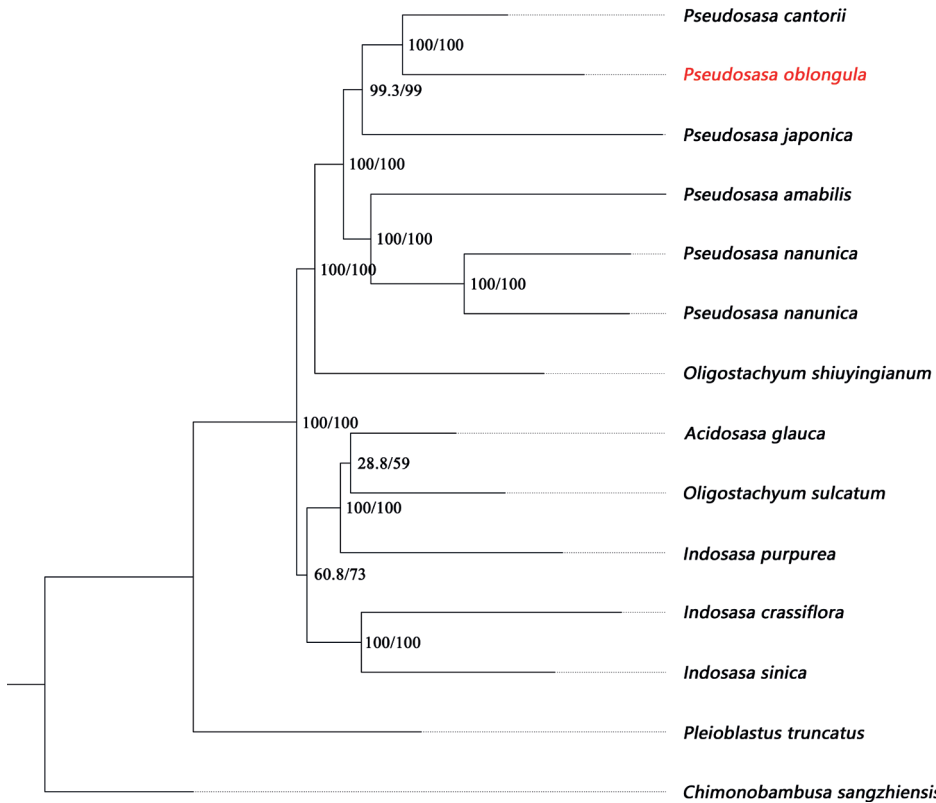 Pseudosasa cantorii
100/100
Pseudosasa oblongula
99.3/99
Pseudosasa japonica
100/100
Pseudosasa amabilis
100/100
Pseudosasa nanunica
100/100
100/100
Pseudosasa nanunica
Oligostachyum shiuyingianum
100/100
Acidosasa glauca
28.8/59
Oligostachyum sulcatum
100/100
Indosasa purpurea
60.8/73
Indosasa crassiflora
100/100
Indosasa sinica
Pleioblastus truncatus
Chimonobambusa sangzhiensis